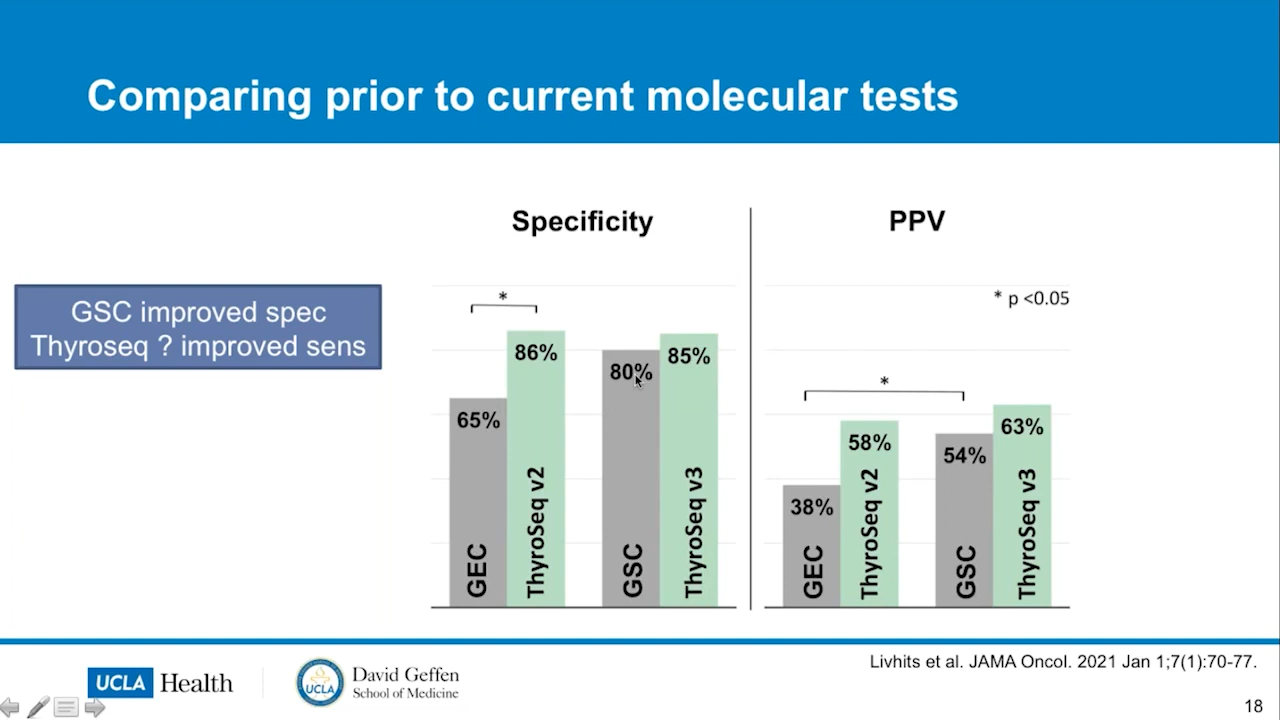 Comparing prior to current molecular tests
Specificity
PPV
GSC improved spec
Thyroseq ? improved sens
*
* p <0.05
*
65%
86%
80%
85%
38%
58%
54%
63%
GEC
ThyroSeq v2
GSC
ThyroSeq v3
GEC
ThyroSeq v2
GSC
ThyroSeq v3
Livhits et al. JAMA Oncol. 2021 Jan 1;7(1):70-77.
UCLA Health
UCLA
David Geffen
School of Medicine
18